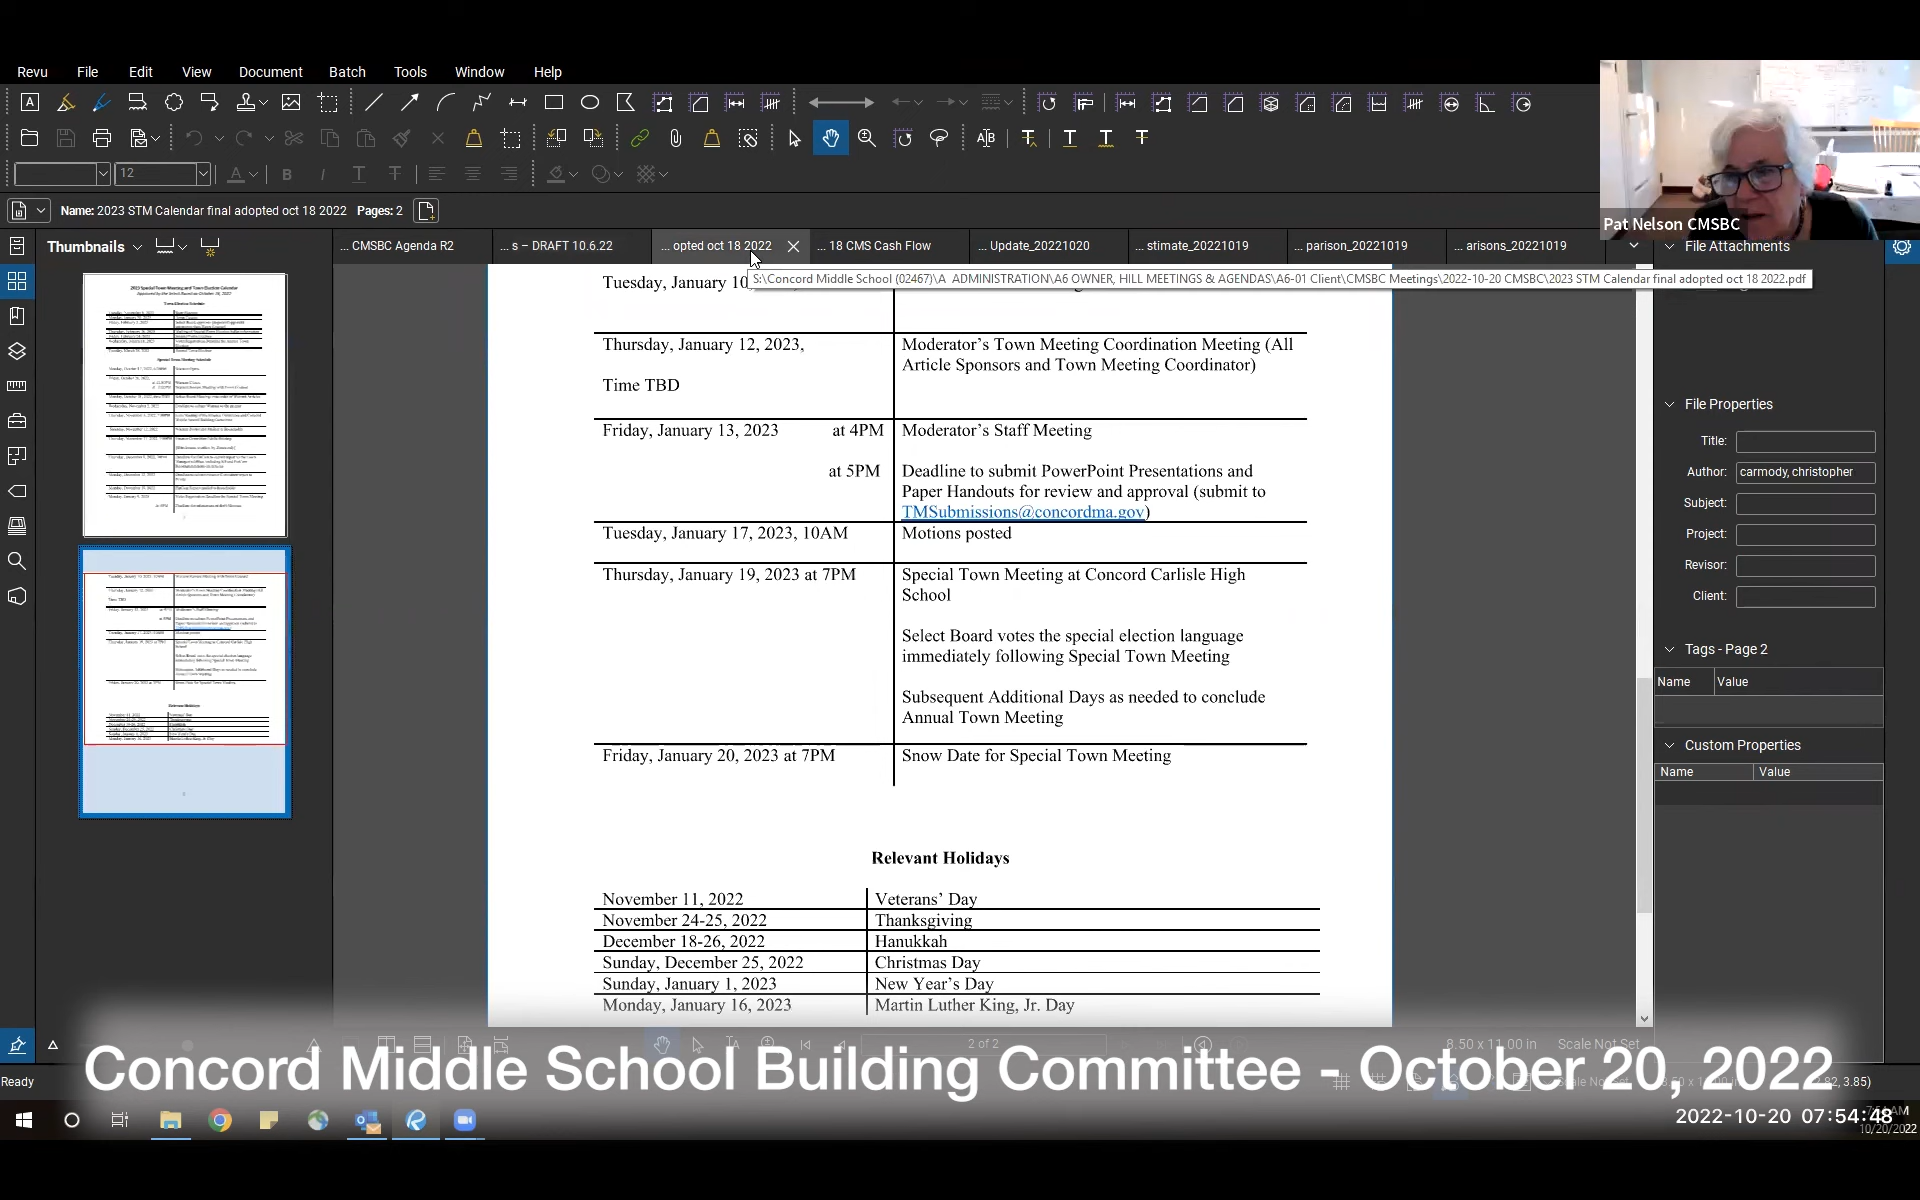 Revu File Edit View Document Batch Tools Window Help
12
Name: 2023 STM Calendar final adopted oct 18 2022 Pages: 2
Pat Nelson CMSBC
Thumbnails
... CMSBC Agenda R2
... s – DRAFT 10.6.22
... opted oct 18 2022
... 18 CMS Cash Flow
... Update_20221020
... stimate_20221019
... parison_20221019
... arisons_20221019
File Attachments
S:\Concord Middle School (02467)\A ADMINISTRATION\A6 OWNER, HILL MEETINGS & AGENDAS\A6-01 Client\CMSBC Meetings\2022-10-20 CMSBC\2023 STM Calendar final adopted oct 18 2022.pdf
Tuesday, January 10
Thursday, January 12, 2023,
Time TBD
Moderator's Town Meeting Coordination Meeting (All
Article Sponsors and Town Meeting Coordinator)
Friday, January 13, 2023 at 4PM
Moderator's Staff Meeting
at 5PM
Deadline to submit PowerPoint Presentations and
Paper Handouts for review and approval (submit to
TMSubmissions@concordma.gov)
Tuesday, January 17, 2023, 10AM
Motions posted
Thursday, January 19, 2023 at 7PM
Special Town Meeting at Concord Carlisle High
School
Select Board votes the special election language
immediately following Special Town Meeting
Subsequent Additional Days as needed to conclude
Annual Town Meeting
Friday, January 20, 2023 at 7PM
Snow Date for Special Town Meeting
Relevant Holidays
November 11, 2022 Veterans' Day
November 24-25, 2022 Thanksgiving
December 18-26, 2022 Hanukkah
Sunday, December 25, 2022 Christmas Day
Sunday, January 1, 2023 New Year's Day
Monday, January 16, 2023 Martin Luther King, Jr. Day
File Properties
Title:
Author: carmody, christopher
Subject:
Project:
Revisor:
Client:
Tags - Page 2
Name Value
Custom Properties
Name Value
2 of 2
8.50 x 11.00 in Scale Not Set
Ready
Concord Middle School Building Committee - October 20, 2022
2022-10-20 07:54:48
10/20/2022